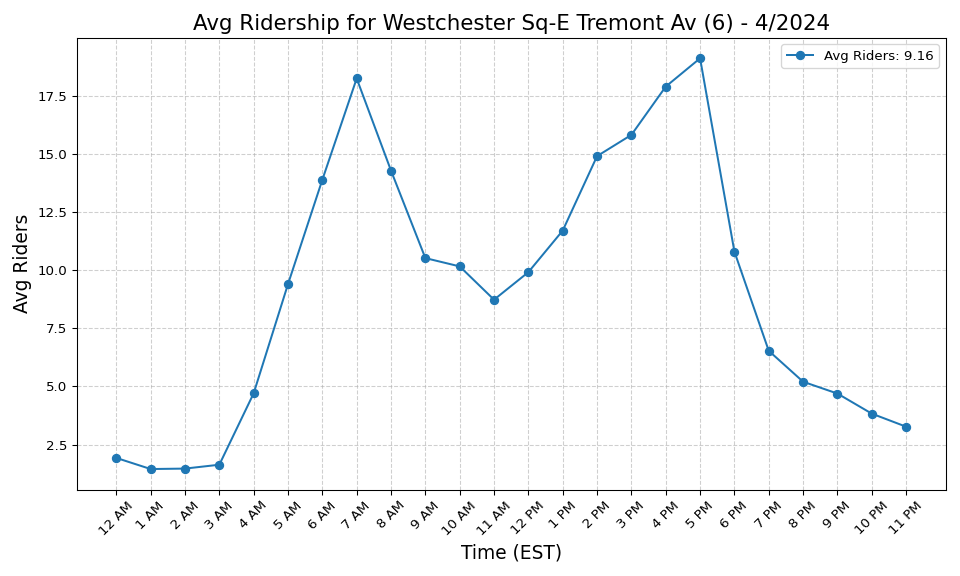 Avg Ridership for Westchester Sq-E Tremont Av (6) - 4/2024
Avg Riders: 9.16
17.5
15.0
12.5
10.0
7.5
5.0
2.5
Avg Riders
12 AM
1 AM
2 AM
3 AM
4 AM
5 AM
6 AM
7 AM
8 AM
9 AM
10 AM
11 AM
12 PM
1 PM
2 PM
3 PM
4 PM
5 PM
6 PM
7 PM
8 PM
9 PM
10 PM
11 PM
Time (EST)